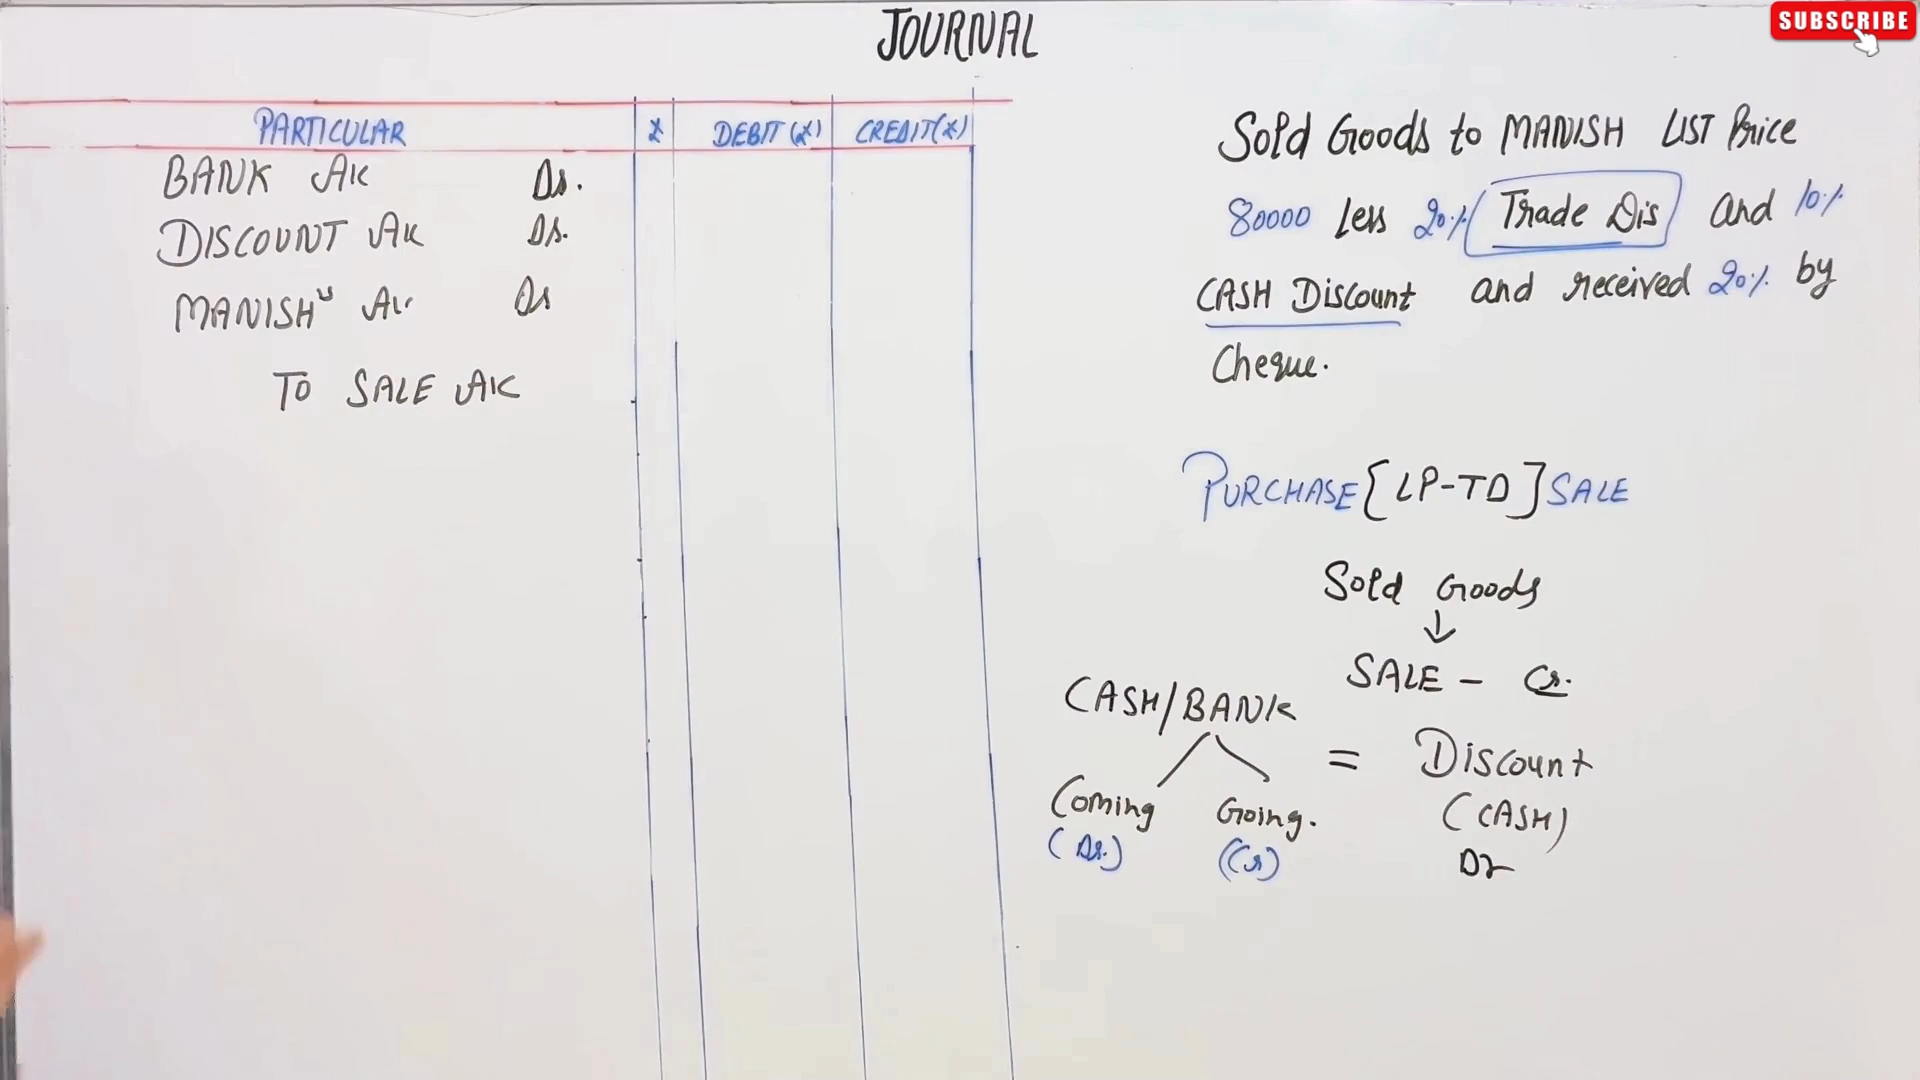 JOURNAL
SUBSCRIBE
PARTICULAR DEBIT(₹) CREDIT(₹)
BANK A/c Dr.
DISCOUNT A/c Dr.
MANISH's A/c Dr
TO SALE A/c
Sold Goods to MANISH LIST Price
80000 Less 20% (Trade Dis) and 10%
CASH Discount and received 20% by
Cheque.
PURCHASE [LP-TD] SALE
Sold Goods
↓
SALE - Cr.
CASH/BANK
= Discount
Coming Going. (CASH)
(Dr.) (Cr) Dr